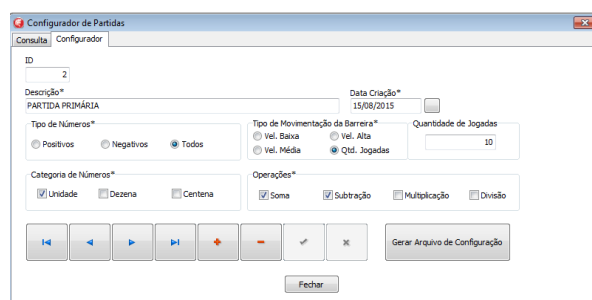 Configurador de Partidas
Consulta Configurador
ID
2
Descrição* Data Criação*
PARTIDA PRIMÁRIA 15/08/2015
Tipo de Números* Tipo de Movimentação da Barreira* Quantidade de Jogadas
Positivos Negativos Todos Vel. Baixa Vel. Alta 10
Vel. Média Qtd. Jogadas
Categoria de Números* Operações*
Unidade Dezena Centena Soma Subtração Multiplicação Divisão
Gerar Arquivo de Configuração
Fechar